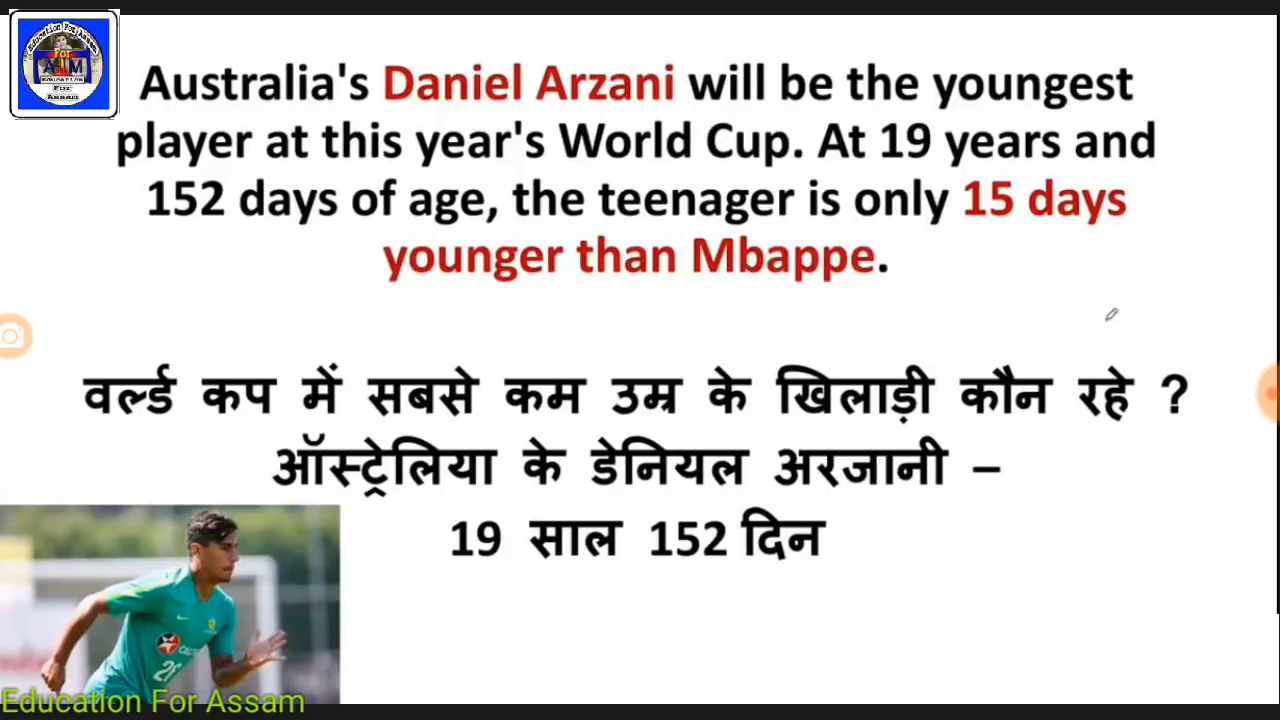 Australia's Daniel Arzani will be the youngest
player at this year's World Cup. At 19 years and
152 days of age, the teenager is only 15 days
younger than Mbappe.
वर्ल्ड कप में सबसे कम उम्र के खिलाड़ी कौन रहे ?
ऑस्ट्रेलिया के डेनियल अरजानी –
19 साल 152 दिन
26
Education For Assam